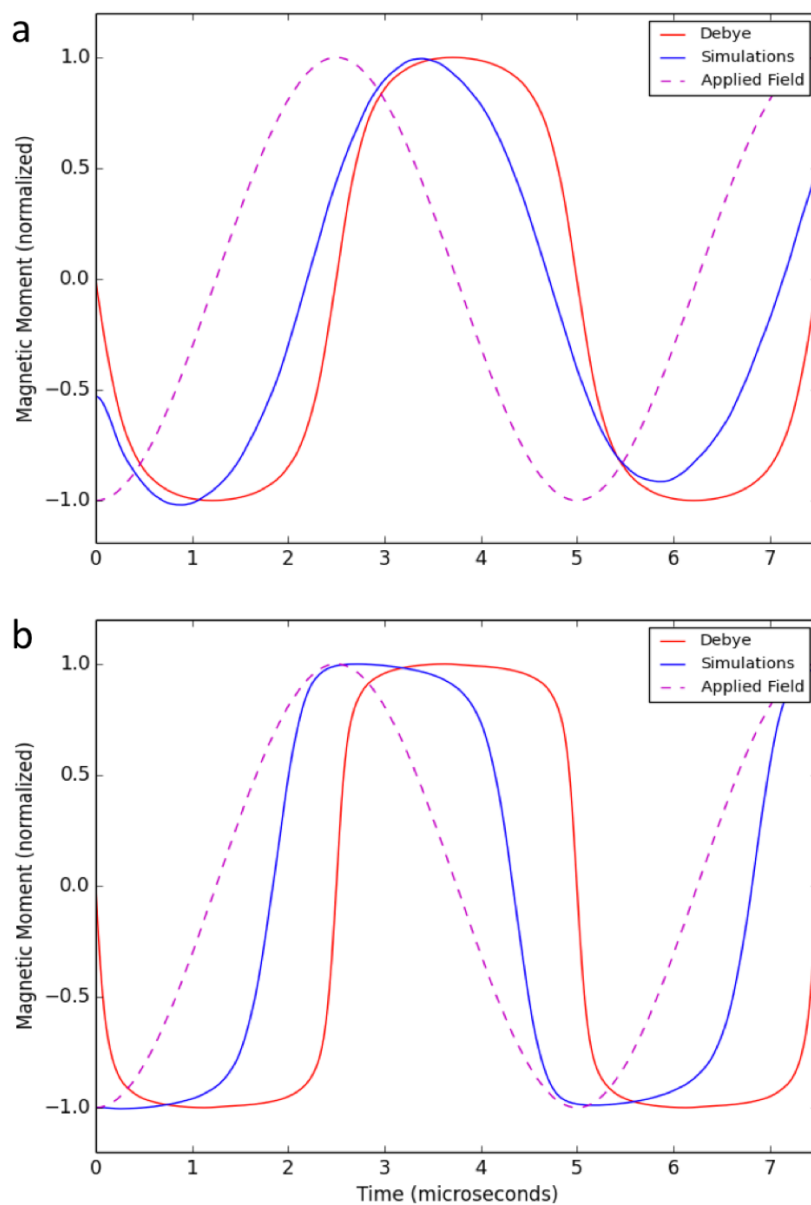 a
Debye
Simulations
Applied Field
Magnetic Moment (normalized)
1.0
0.5
0.0
−0.5
−1.0
0 1 2 3 4 5 6 7
b
Debye
Simulations
Applied Field
Magnetic Moment (normalized)
1.0
0.5
0.0
−0.5
−1.0
0 1 2 3 4 5 6 7
Time (microseconds)